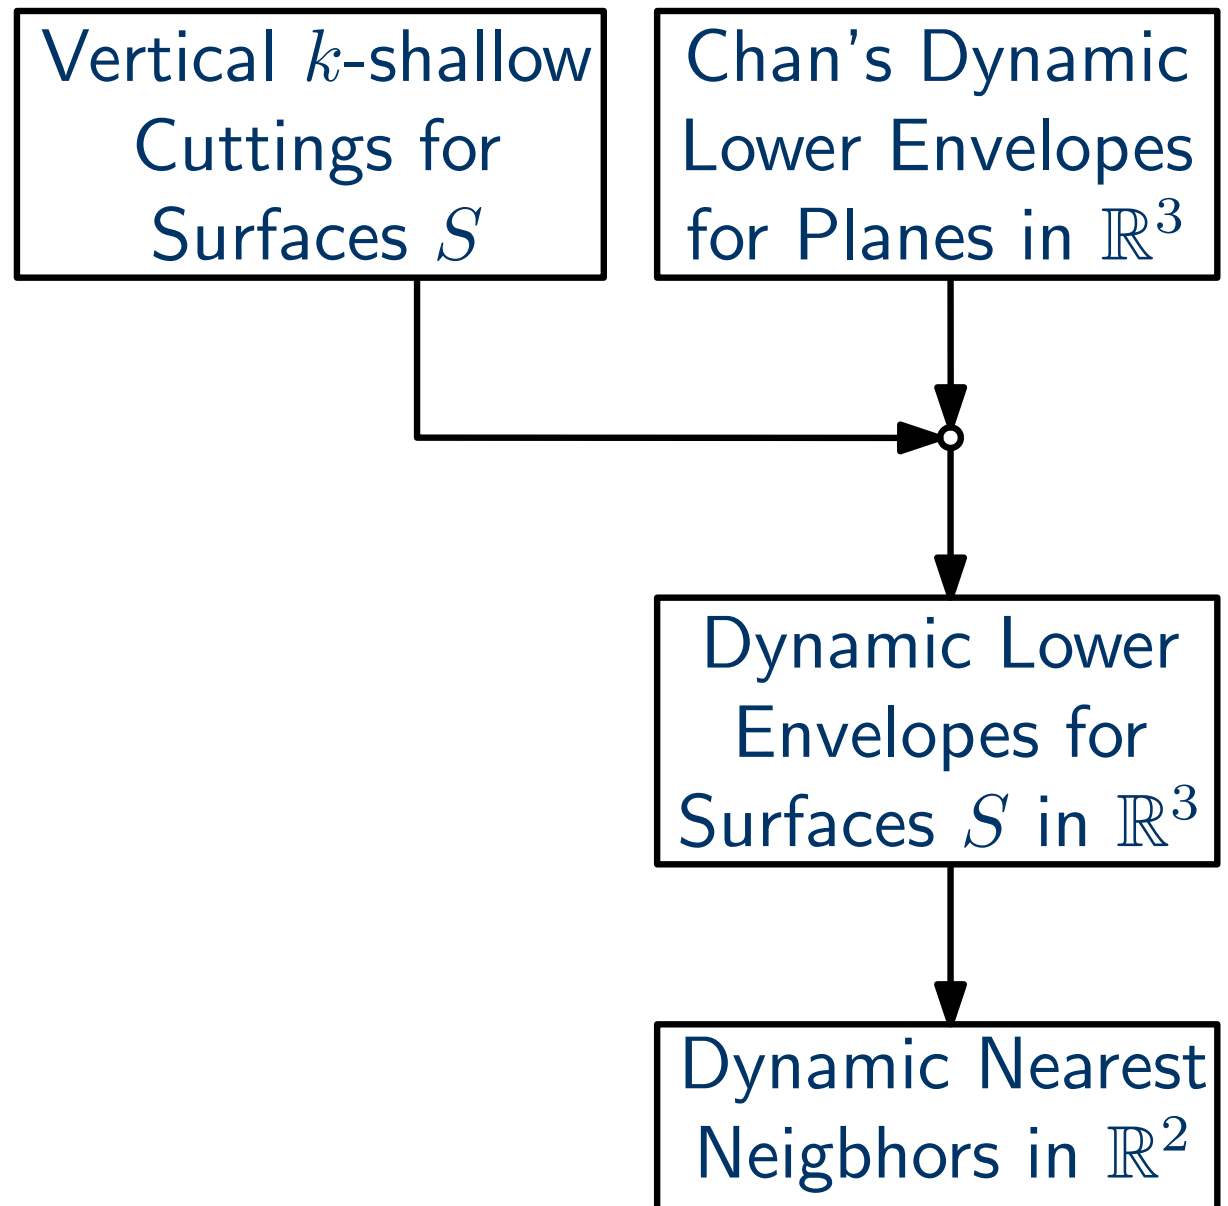 Vertical k-shallow
Cuttings for
Surfaces S
Chan's Dynamic
Lower Envelopes
for Planes in ℝ³
Dynamic Lower
Envelopes for
Surfaces S in ℝ³
Dynamic Nearest
Neigbhors in ℝ²